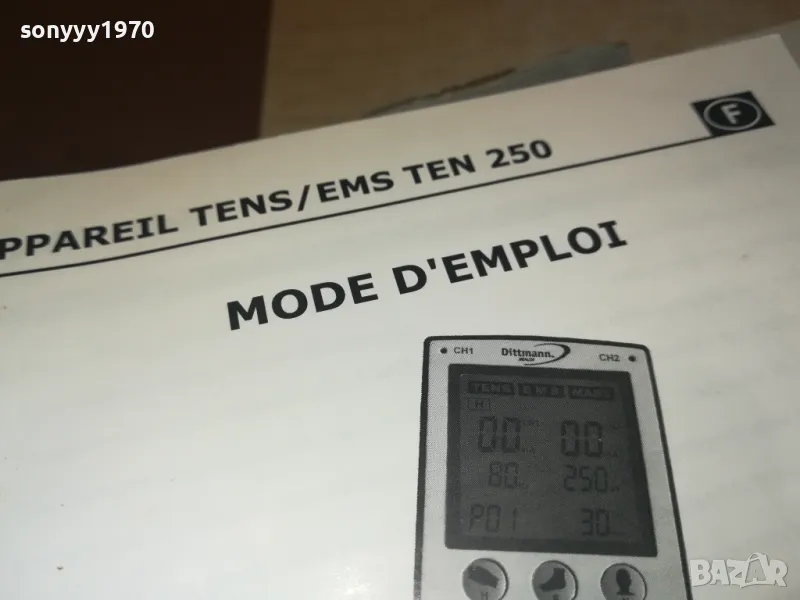 sonyyy1970
F
PPAREIL TENS/EMS TEN 250
MODE D'EMPLOI
CH1 Dittmann. CH2
TENS EMS
H
00 00
80 250
P01 30
BAZAR